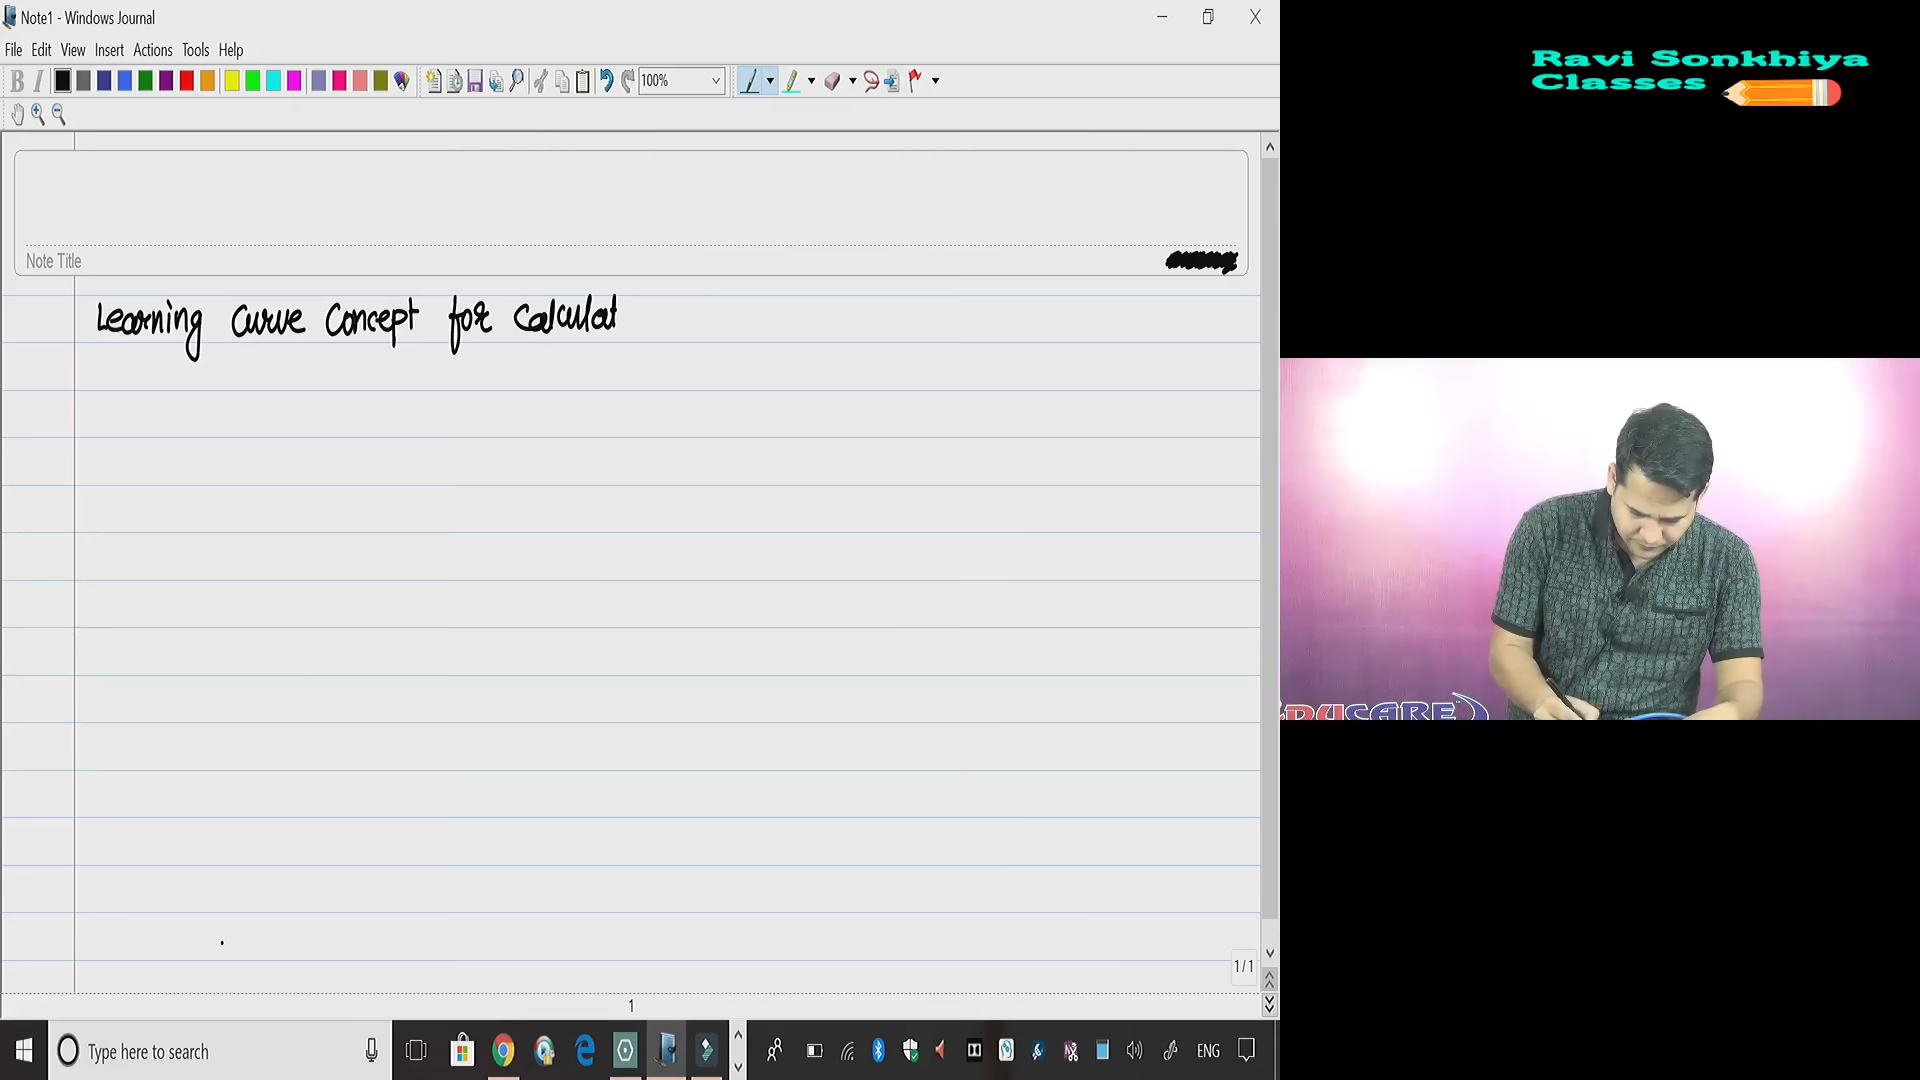 Note1 - Windows Journal
File Edit View Insert Actions Tools Help
B I 100%
Ravi Sonkhiya
Classes
Note Title
Learning Curve Concept for Calculat
EDUCARE
1/1
1
Type here to search
ENG